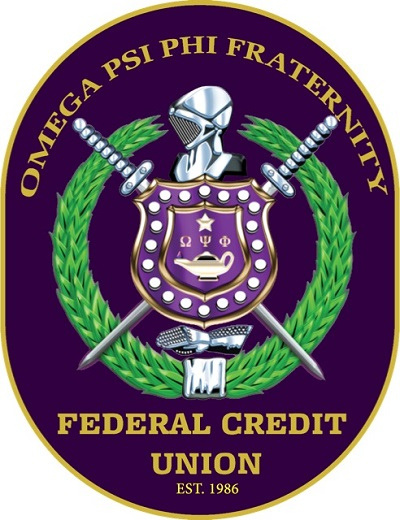 OMEGA PSI PHI FRATERNITY
Ω Ψ Φ
FEDERAL CREDIT
UNION
EST. 1986